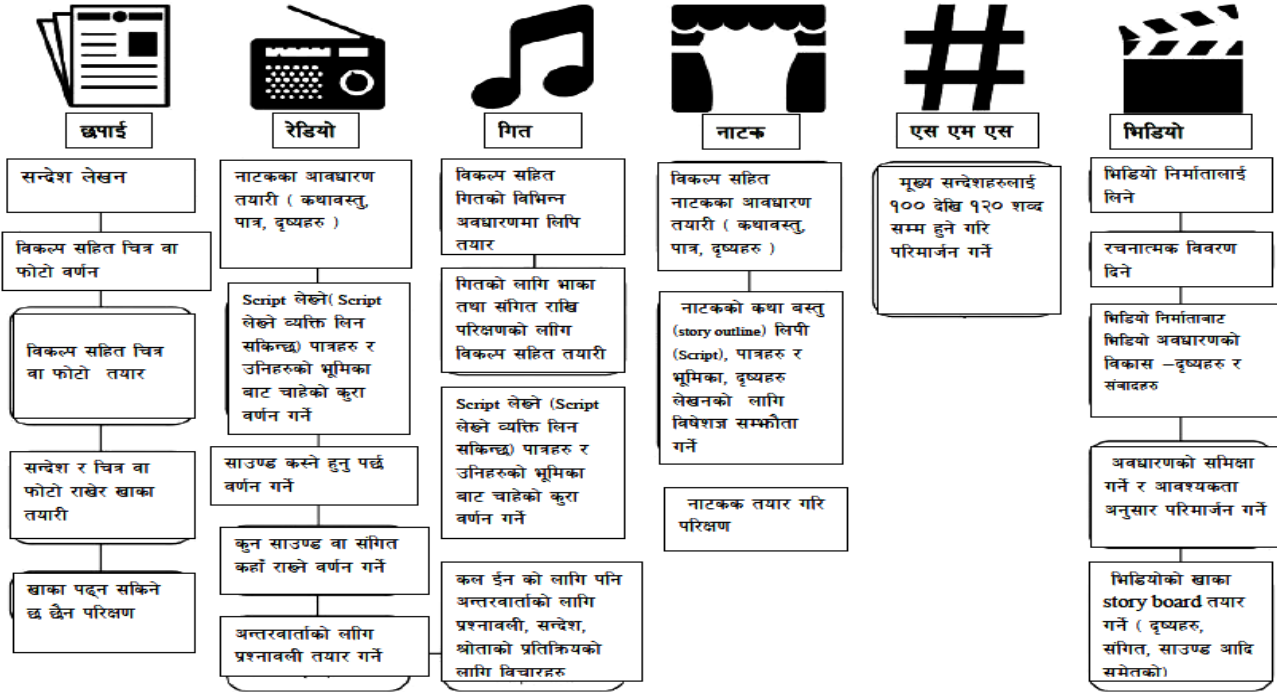 छपाई
सन्देश लेखन
विकल्प सहित चित्र वा
फोटो वर्णन
विकल्प सहित चित्र
वा फोटो तयार
सन्देश र चित्र वा
फोटो राखेर खाका
तयारी
खाका पढ्न सकिने
छ छैन परिक्षण
रेडियो
नाटकका आवधारण
तयारी ( कथावस्तु,
पात्र, दृष्यहरु )
Script लेख्ने( Script
लेख्ने व्यक्ति लिन
सकिन्छ) पात्रहरु र
उनिहरुको भूमिका
बाट चाहेको कुरा
वर्णन गर्ने
साउण्ड कस्ने हुनु पर्छ
वर्णन गर्ने
कुन साउण्ड वा संगित
कहाँ राख्ने वर्णन गर्ने
अन्तरवार्ताको लागि
प्रश्नावली तयार गर्ने
गित
विकल्प सहित
गितको विभिन्न
अवधारणमा लिपि
तयार
गितको लागि भाका
तथा संगित राखि
परिक्षणको लागि
विकल्प सहित तयारी
Script लेख्ने (Script
लेख्ने व्यक्ति लिन
सकिन्छ) पात्रहरु र
उनिहरुको भूमिका
बाट चाहेको कुरा
वर्णन गर्ने
कल ईन को लागि पनि
अन्तरवार्ताको लागि
प्रश्नावली, सन्देश,
श्रोताको प्रतिक्रियको
लागि विचारहरु
नाटक
विकल्प सहित
नाटकका आवधारण
तयारी ( कथावस्तु,
पात्र, दृष्यहरु )
नाटकको कथा बस्तु
(story outline) लिपी
(Script), पात्रहरु र
भूमिका, दृष्यहरु
लेखनको लागि
विषेशज्ञ सम्झौता
गर्ने
नाटकक तयार गरि
परिक्षण
एस एम एस
मूख्य सन्देशहरुलाई
१०० देखि १२० शव्द
सम्म हुने गरि
परिमार्जन गर्ने
भिडियो
भिडियो निर्मातालाई
लिने
रचनात्मक विवरण
दिने
भिडियो निर्माताबाट
भिडियो अवधारणको
विकास –दृष्यहरु र
संबादहरु
अवधारणको समिक्षा
गर्ने र आवश्यकता
अनुसार परिमार्जन गर्ने
भिडियोको खाका
story board तयार
गर्ने ( दृष्यहरु,
संगित, साउण्ड आदि
समेतको)